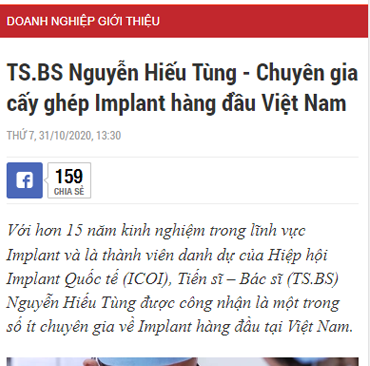 DOANH NGHIỆP GIỚI THIỆU
TS.BS Nguyễn Hiếu Tùng - Chuyên gia
cấy ghép Implant hàng đầu Việt Nam
THỨ 7, 31/10/2020, 13:30
159
CHIA SẺ
Với hơn 15 năm kinh nghiệm trong lĩnh vực
Implant và là thành viên danh dự của Hiệp hội
Implant Quốc tế (ICOI), Tiến sĩ – Bác sĩ (TS.BS)
Nguyễn Hiếu Tùng được công nhận là một trong
số ít chuyên gia về Implant hàng đầu tại Việt Nam.